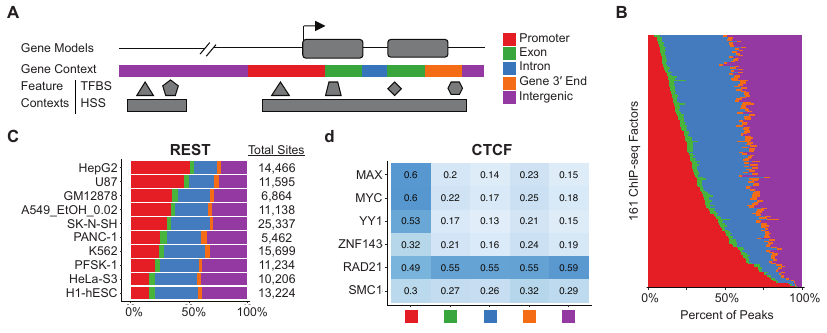 A
Gene Models
Gene Context
Feature
Contexts
TFBS
HSS
Promoter
Exon
Intron
Gene 3′ End
Intergenic
B
161 ChIP-seq Factors
0%
50%
100%
Percent of Peaks
C
REST
Total Sites
HepG2 14,466
U87 11,595
GM12878 6,864
A549_EtOH_0.02 11,138
SK-N-SH 25,337
PANC-1 5,462
K562 15,699
PFSK-1 11,234
HeLa-S3 10,206
H1-hESC 13,224
0% 50% 100%
d
CTCF
MAX 0.6 0.2 0.14 0.23 0.15
MYC 0.6 0.22 0.17 0.25 0.18
YY1 0.53 0.17 0.13 0.21 0.15
ZNF143 0.32 0.21 0.16 0.24 0.19
RAD21 0.49 0.55 0.55 0.55 0.59
SMC1 0.3 0.27 0.26 0.32 0.29